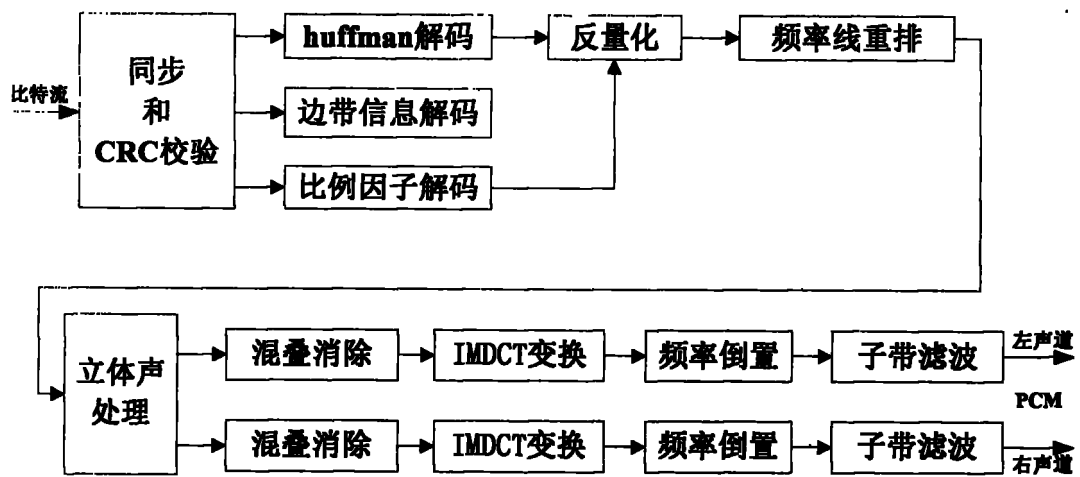 比特流
同步
和
CRC校验
huffman解码
反量化
频率线重排
边带信息解码
比例因子解码
立体声
处理
混叠消除
IMDCT变换
频率倒置
子带滤波
左声道
PCM
混叠消除
IMDCT变换
频率倒置
子带滤波
右声道